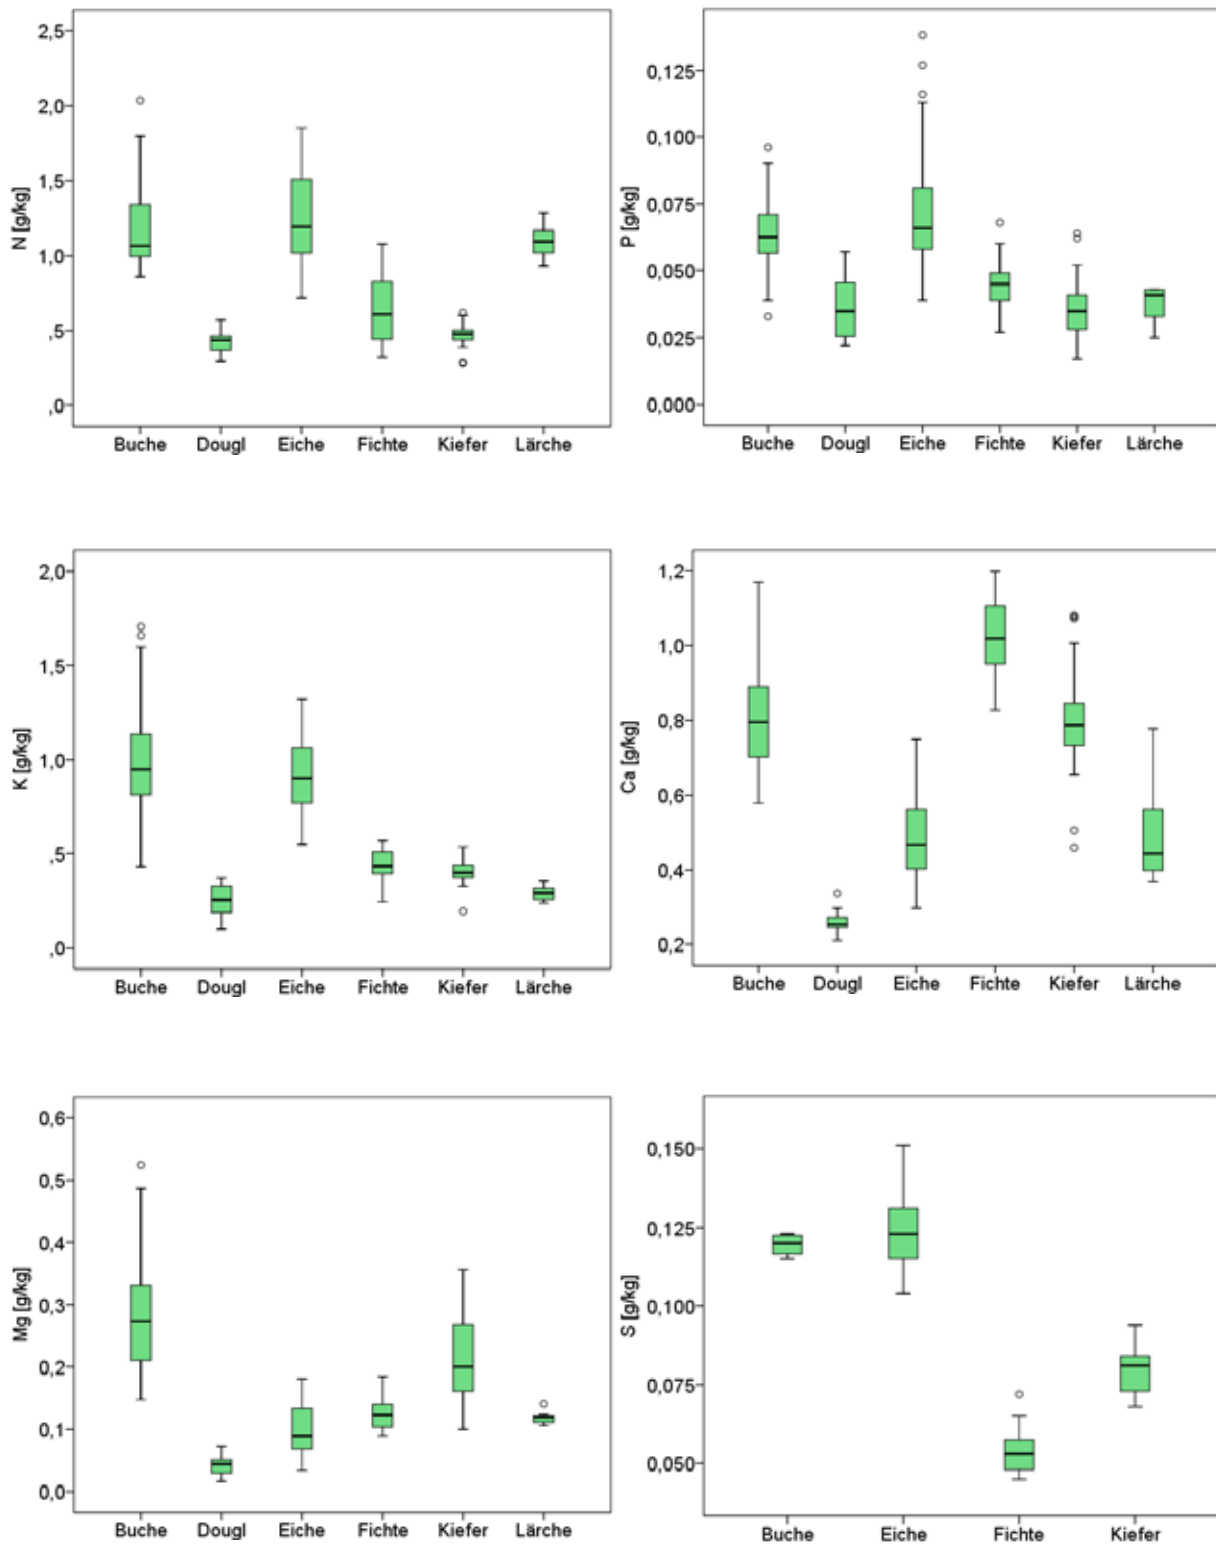 N [g/kg]
2,5
2,0
1,5
1,0
,5
,0
Buche Dougl Eiche Fichte Kiefer Lärche
P [g/kg]
0,125
0,100
0,075
0,050
0,025
0,000
Buche Dougl Eiche Fichte Kiefer Lärche
K [g/kg]
2,0
1,5
1,0
,5
,0
Buche Dougl Eiche Fichte Kiefer Lärche
Ca [g/kg]
1,2
1,0
0,8
0,6
0,4
0,2
Buche Dougl Eiche Fichte Kiefer Lärche
Mg [g/kg]
0,6
0,5
0,4
0,3
0,2
0,1
0,0
Buche Dougl Eiche Fichte Kiefer Lärche
S [g/kg]
0,150
0,125
0,100
0,075
0,050
Buche Eiche Fichte Kiefer